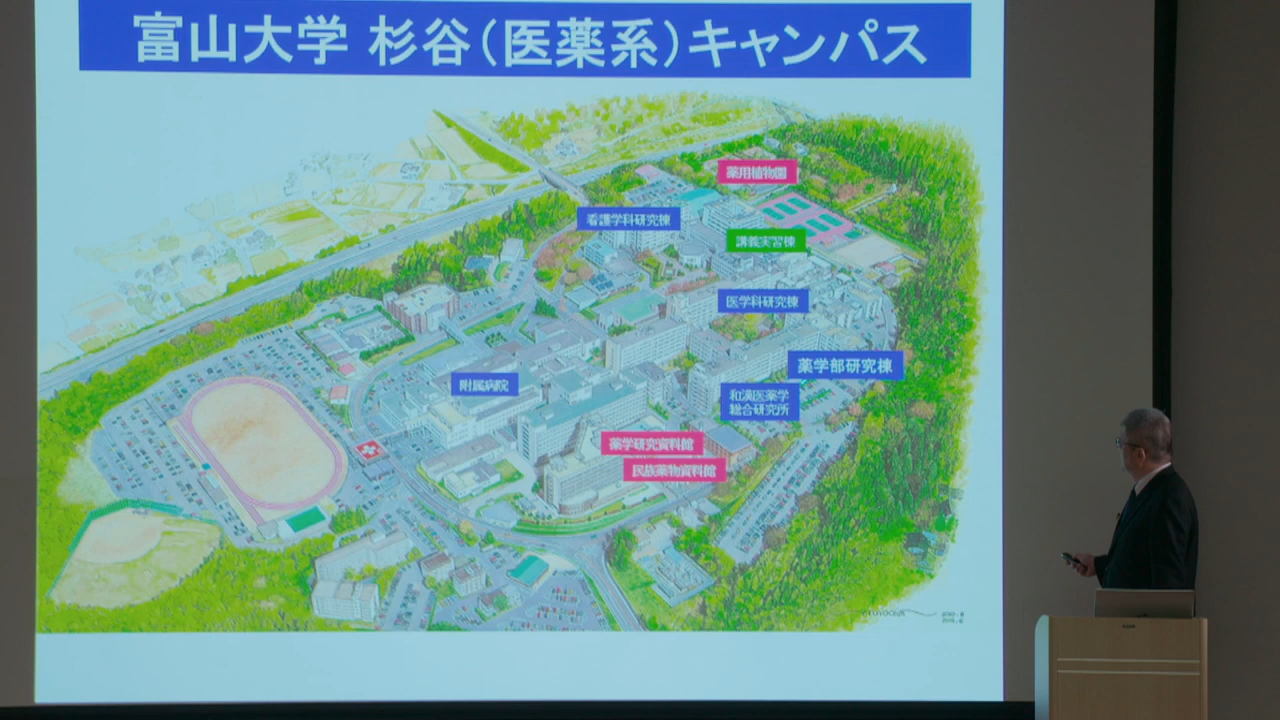 富山大学 杉谷(医薬系)キャンパス
薬用植物園
看護学科研究棟
講義実習棟
医学科研究棟
薬学部研究棟
附属病院
和漢医薬学
総合研究所
薬学研究資料館
民族薬物資料館